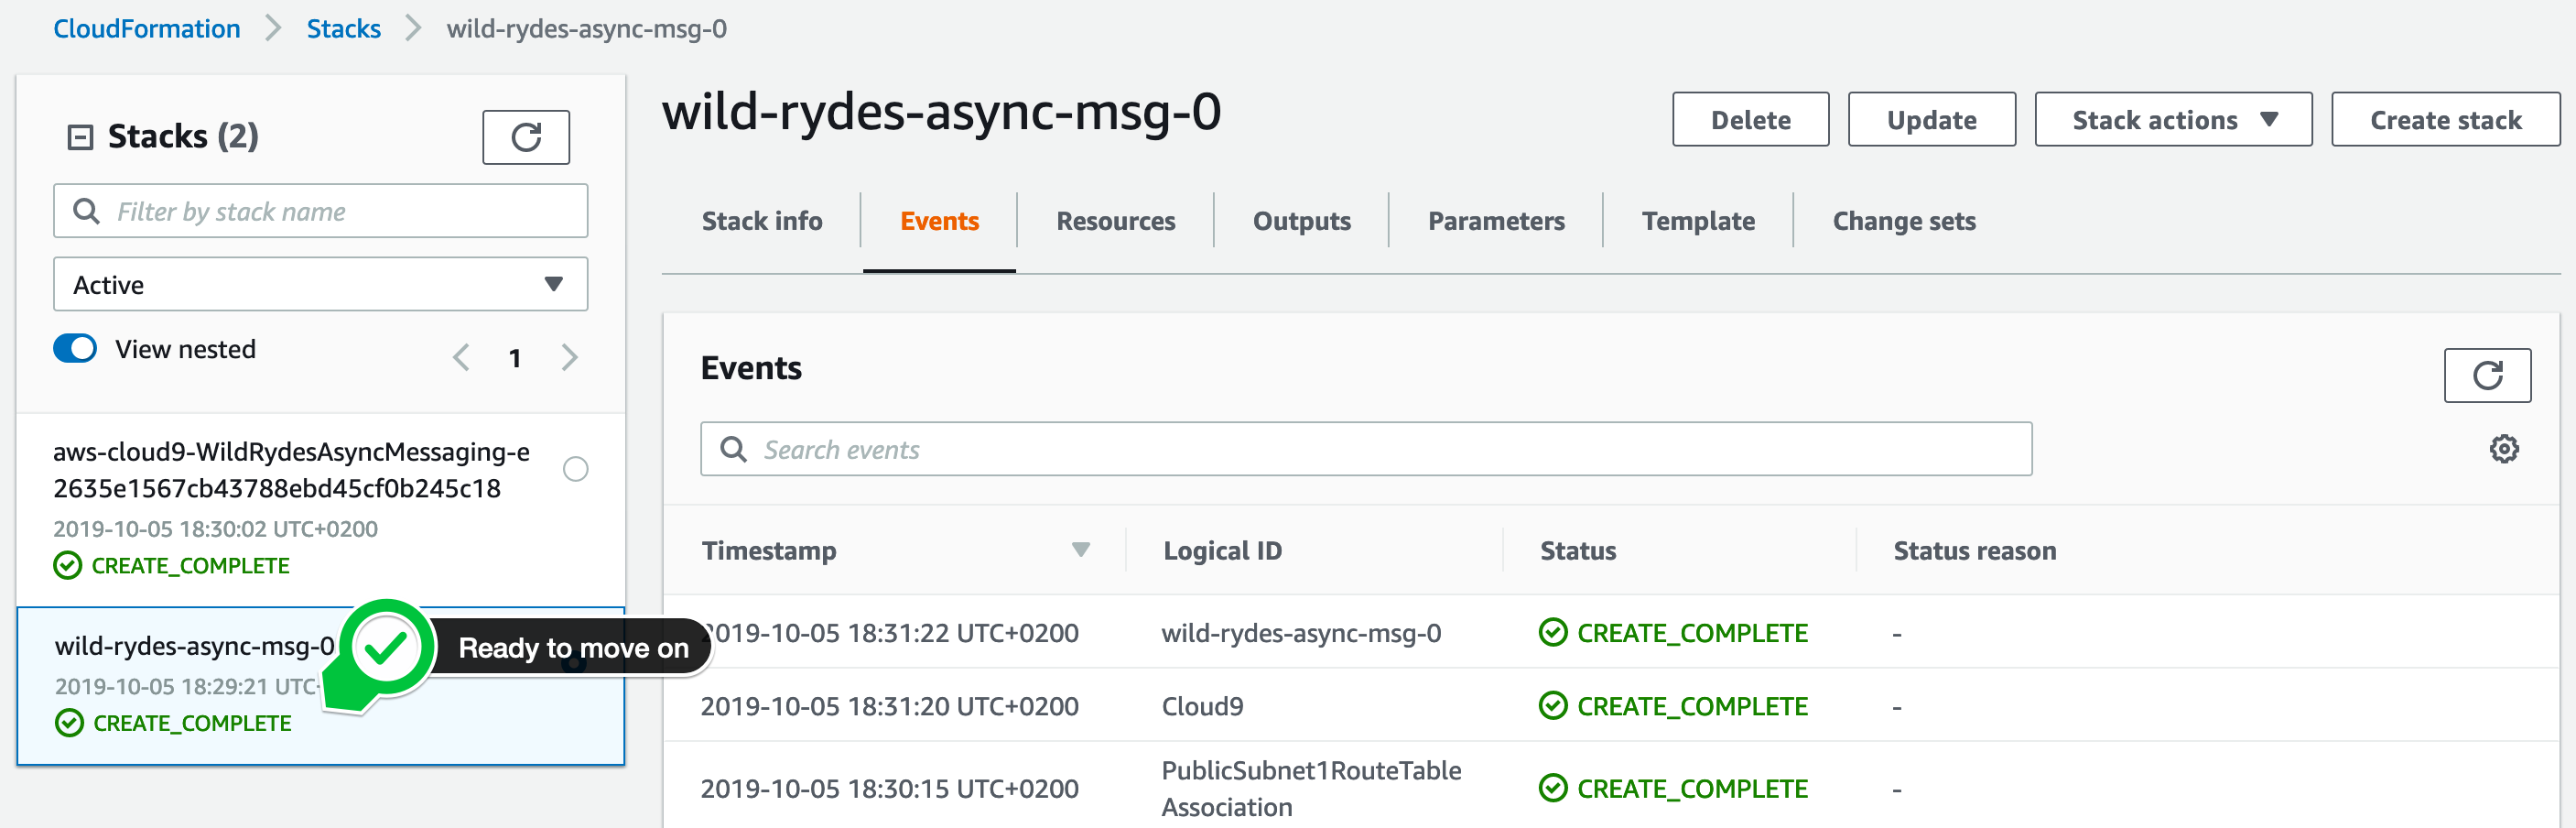 CloudFormation > Stacks > wild-rydes-async-msg-0
Stacks (2)
Filter by stack name
Active
View nested
1
aws-cloud9-WildRydesAsyncMessaging-e
2635e1567cb43788ebd45cf0b245c18
2019-10-05 18:30:02 UTC+0200
CREATE_COMPLETE
wild-rydes-async-msg-0
2019-10-05 18:29:21 UTC
CREATE_COMPLETE
Ready to move on
wild-rydes-async-msg-0
Delete Update Stack actions Create stack
Stack info Events Resources Outputs Parameters Template Change sets
Events
Search events
Timestamp Logical ID Status Status reason
2019-10-05 18:31:22 UTC+0200 wild-rydes-async-msg-0 CREATE_COMPLETE -
2019-10-05 18:31:20 UTC+0200 Cloud9 CREATE_COMPLETE -
2019-10-05 18:30:15 UTC+0200 PublicSubnet1RouteTable CREATE_COMPLETE -
Association